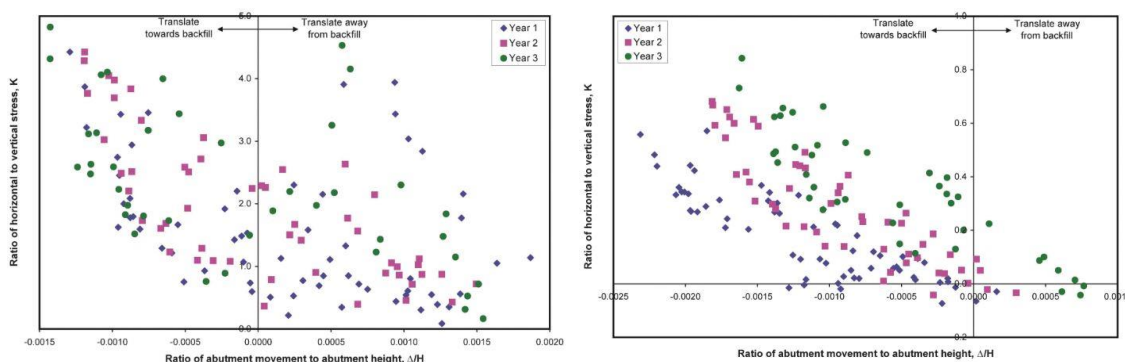 Ratio of horizontal to vertical stress, K
5.0
4.0
3.0
2.0
1.0
0.0
Translate
towards backfill
Translate away
from backfill
Year 1
Year 2
Year 3
-0.0015
-0.0010
-0.0005
0.0000
0.0005
0.0010
0.0015
0.0020
Ratio of abutment movement to abutment height, Δ/H
Ratio of horizontal to vertical stress, K
1.0
0.8
0.6
0.4
0.2
0.0
0.2
Year 1
Year 2
Year 3
Translate
towards backfill
Translate away
from backfill
-0.0025
-0.0020
-0.0015
-0.0010
-0.0005
0.0000
0.0005
0.001
Ratio of abutment movement to abutment height, Δ/H